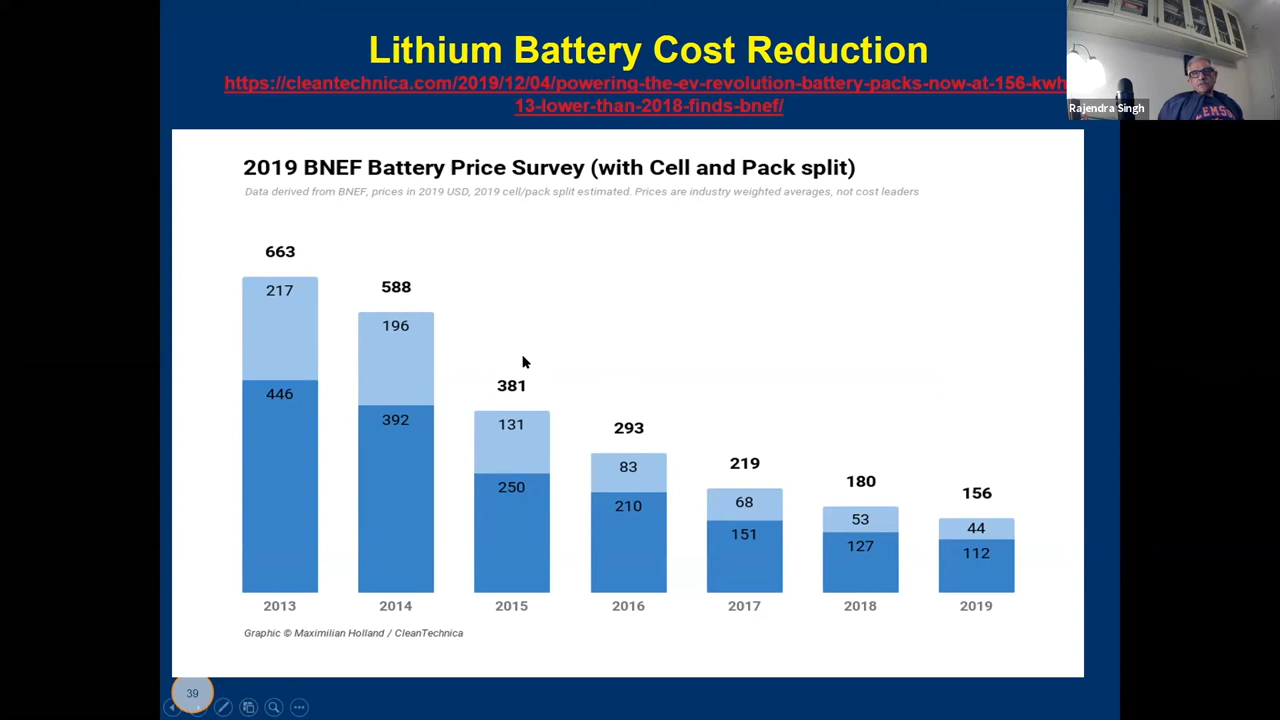 Lithium Battery Cost Reduction
https://cleantechnica.com/2019/12/04/powering-the-ev-revolution-battery-packs-now-at-156-kwh
13-lower-than-2018-finds-bnef/
Rajendra Singh
CLEMSON
2019 BNEF Battery Price Survey (with Cell and Pack split)
Data derived from BNEF, prices in 2019 USD, 2019 cell/pack split estimated. Prices are industry weighted averages, not cost leaders
663
217
446
588
196
392
381
131
250
293
83
210
219
68
151
180
53
127
156
44
112
2013 2014 2015 2016 2017 2018 2019
Graphic © Maximilian Holland / CleanTechnica
39